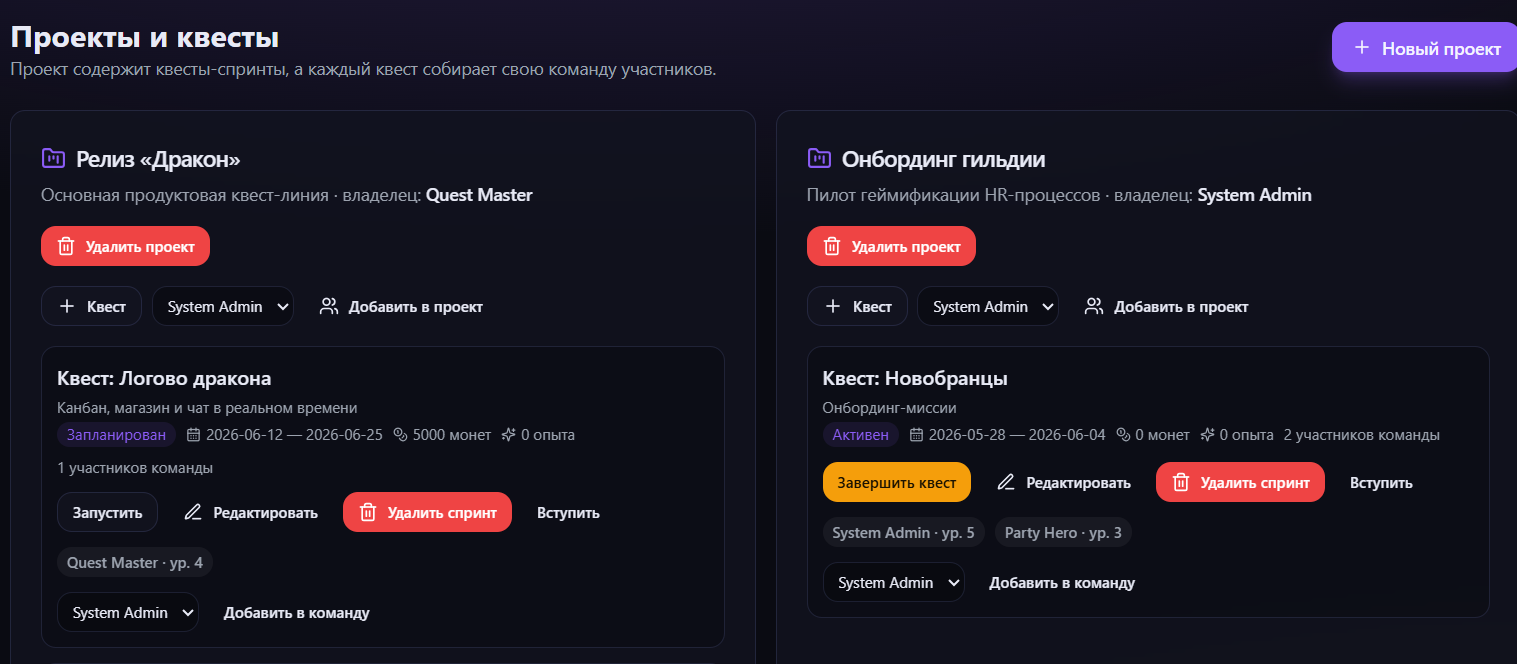 Проекты и квесты
Проект содержит квесты-спринты, а каждый квест собирает свою команду участников.
Новый проект
Релиз «Дракон»
Основная продуктовая квест-линия · владелец: Quest Master
Удалить проект
Квест System Admin Добавить в проект
Квест: Логово дракона
Канбан, магазин и чат в реальном времени
Запланирован 2026-06-12 — 2026-06-25 5000 монет 0 опыта
1 участников команды
Запустить Редактировать Удалить спринт Вступить
Quest Master · ур. 4
System Admin Добавить в команду
Онбординг гильдии
Пилот геймификации HR-процессов · владелец: System Admin
Удалить проект
Квест System Admin Добавить в проект
Квест: Новобранцы
Онбординг-миссии
Активен 2026-05-28 — 2026-06-04 0 монет 0 опыта 2 участников команды
Завершить квест Редактировать Удалить спринт Вступить
System Admin · ур. 5 Party Hero · ур. 3
System Admin Добавить в команду